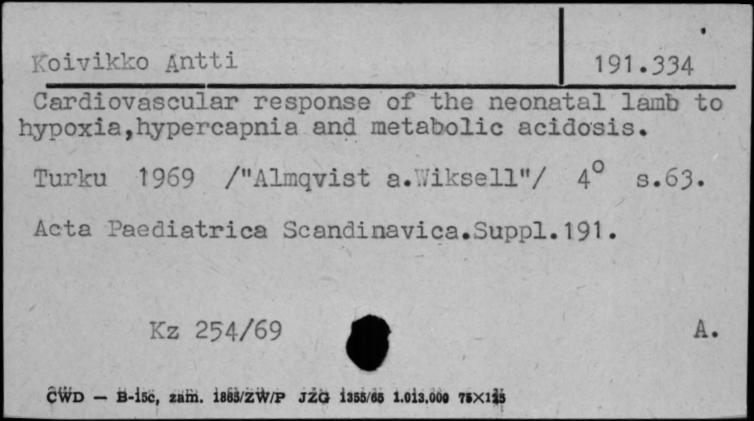 Koivikko Antti 191.334
Cardiovascular response of the neonatal lamb to
hypoxia,hypercapnia and metabolic acidosis.
Turku 1969 /"Almqvist a.Wiksell"/ 4° s.63.
Acta Paediatrica Scandinavica.Suppl.191.
Kz 254/69 A.
CWD — B-15c, zam. 1863/ZW/P JZG 1355/65 1.013.000 75×125